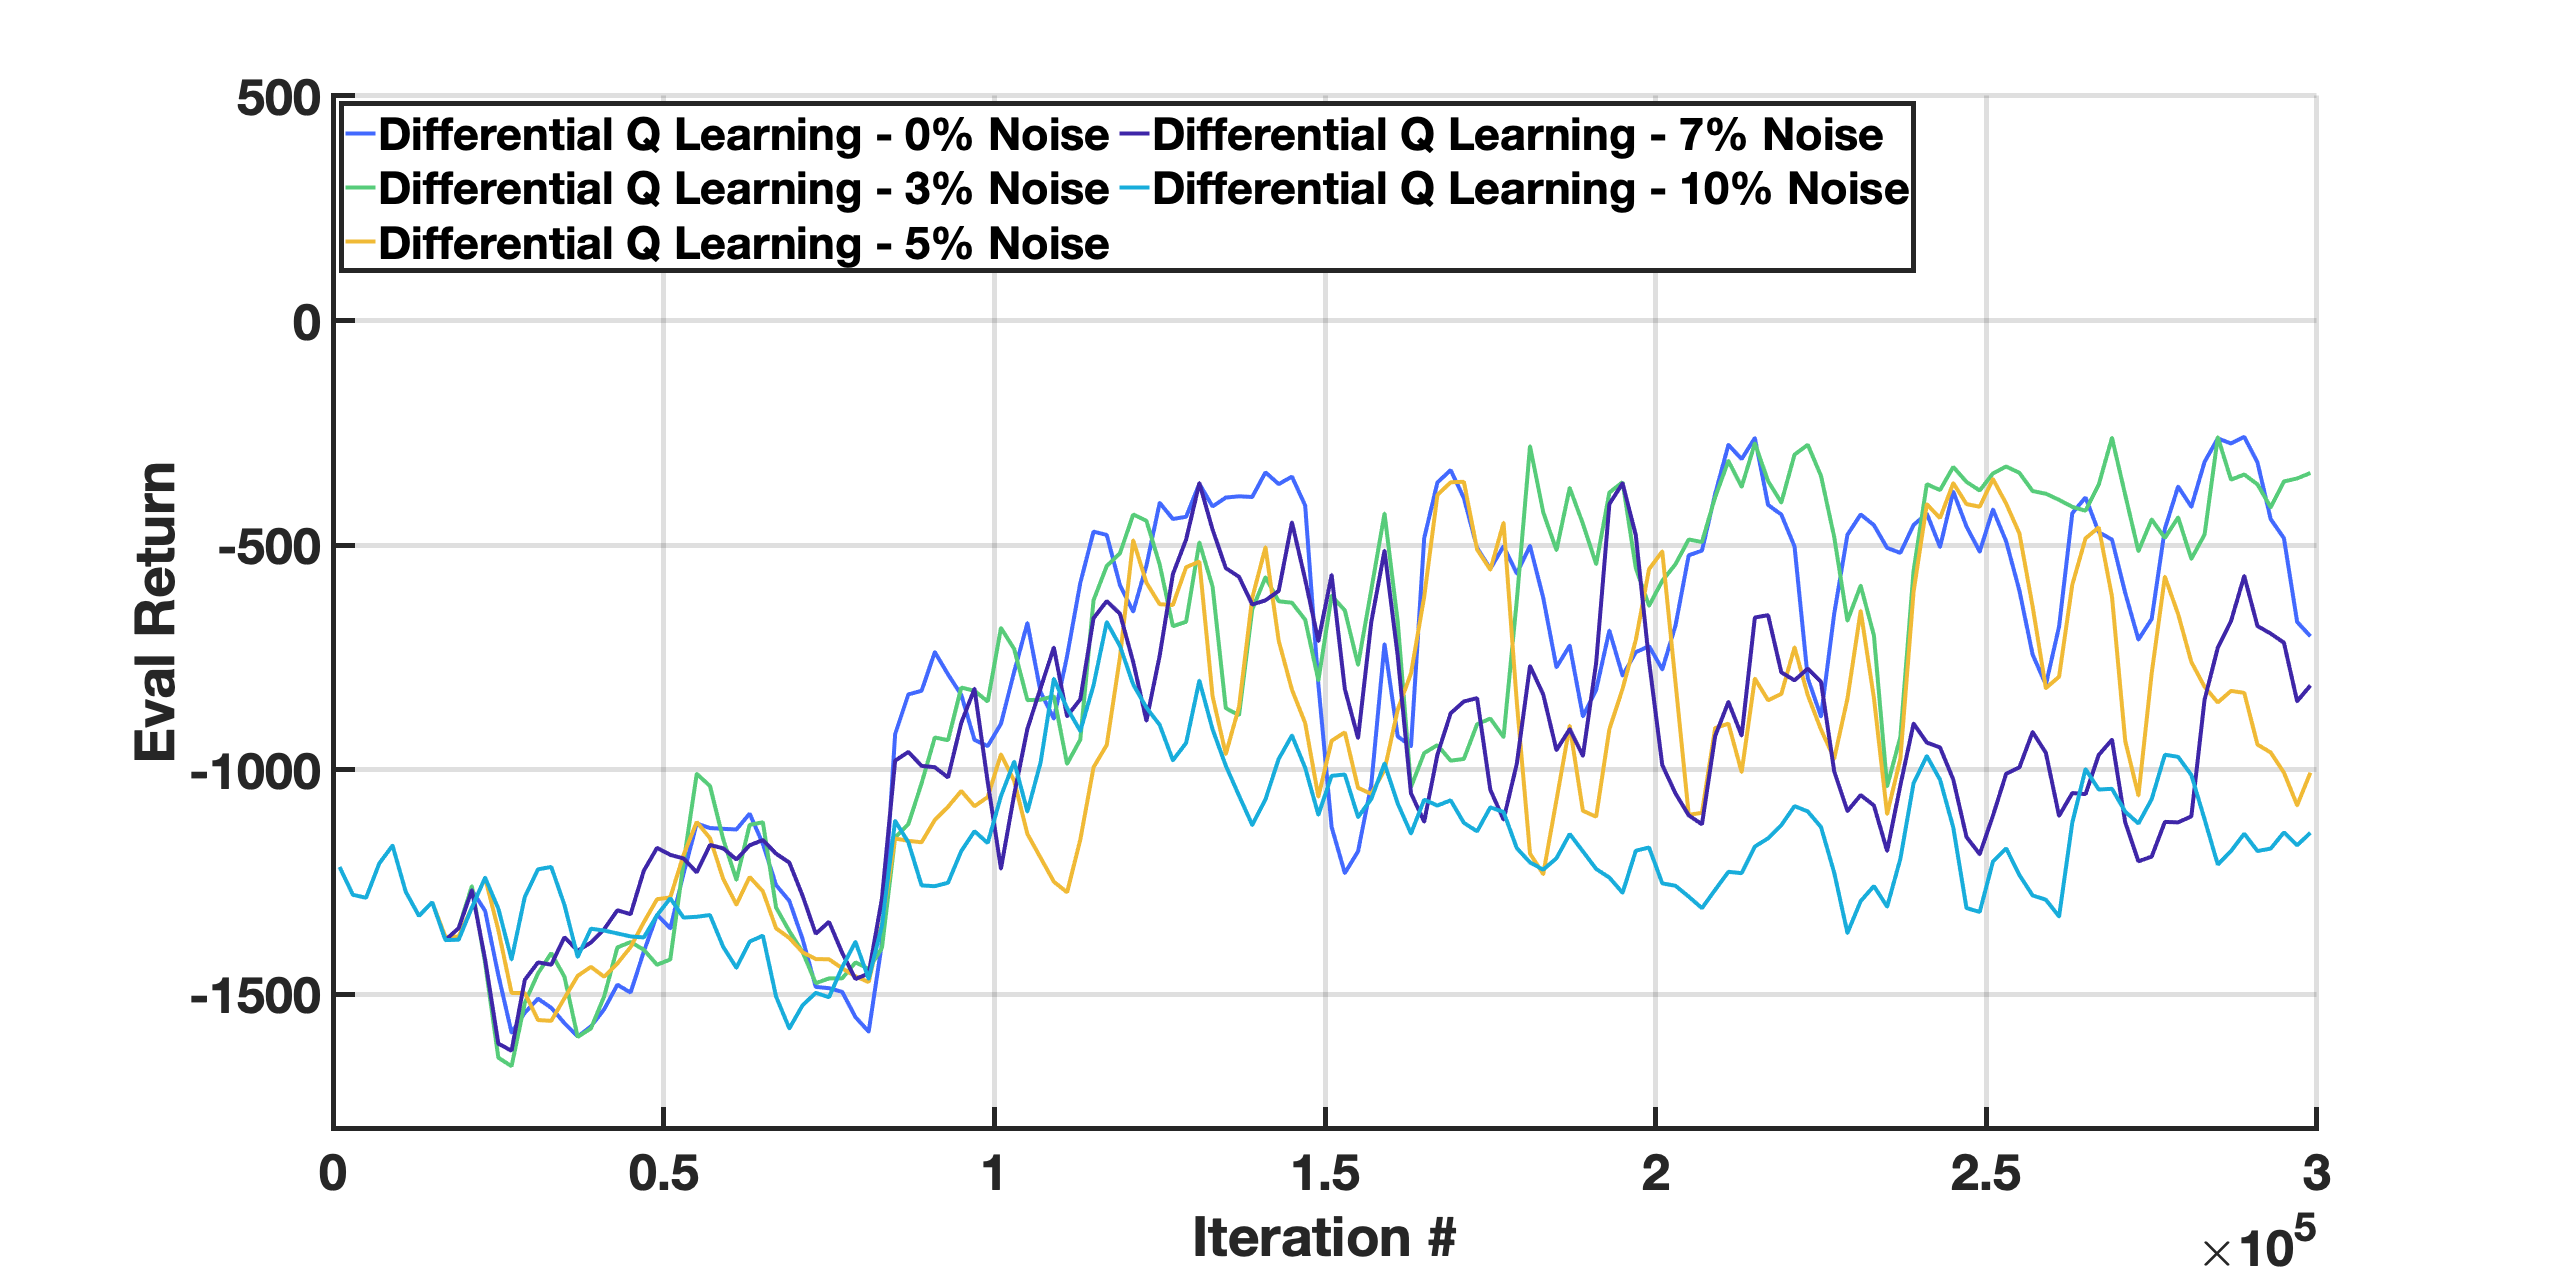 500
0
-500
-1000
-1500
Eval Return
Differential Q Learning - 0% Noise
Differential Q Learning - 3% Noise
Differential Q Learning - 5% Noise
Differential Q Learning - 7% Noise
Differential Q Learning - 10% Noise
0 0.5 1 1.5 2 2.5 3
Iteration #
×10⁵